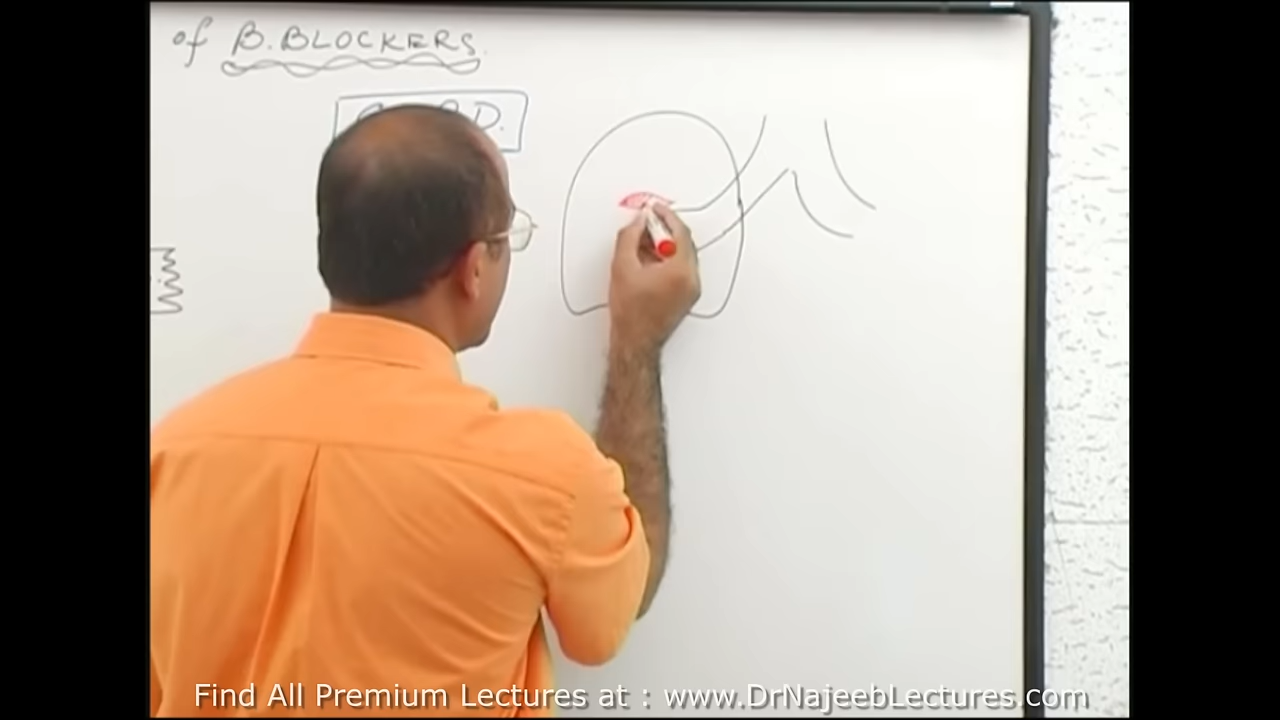 of B. BLOCKERS.
D.
Find All Premium Lectures at : www.DrNajeebLectures.com